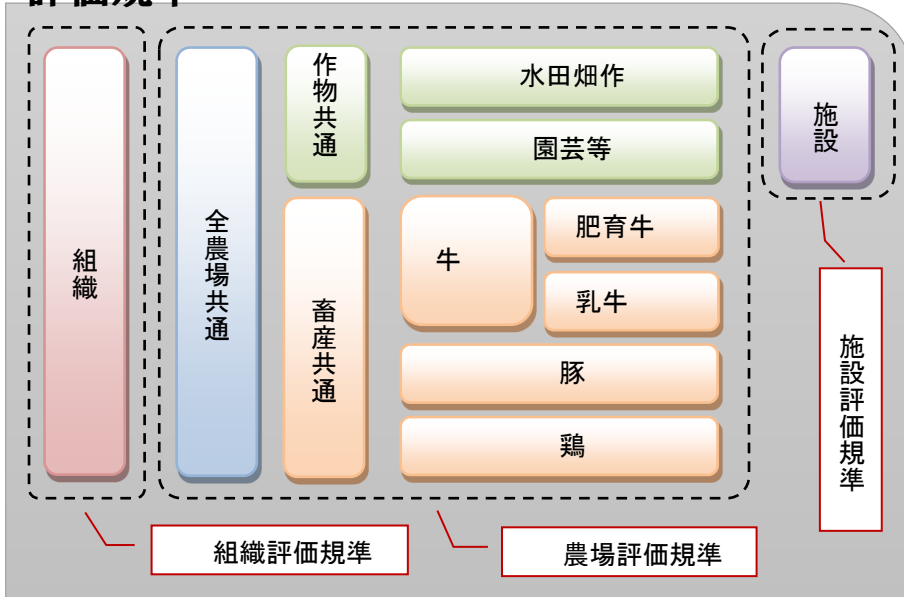 評価規準
組織
全農場共通
作物共通
畜産共通
水田畑作
園芸等
牛
肥育牛
乳牛
豚
鶏
施設
組織評価規準
農場評価規準
施設評価規準